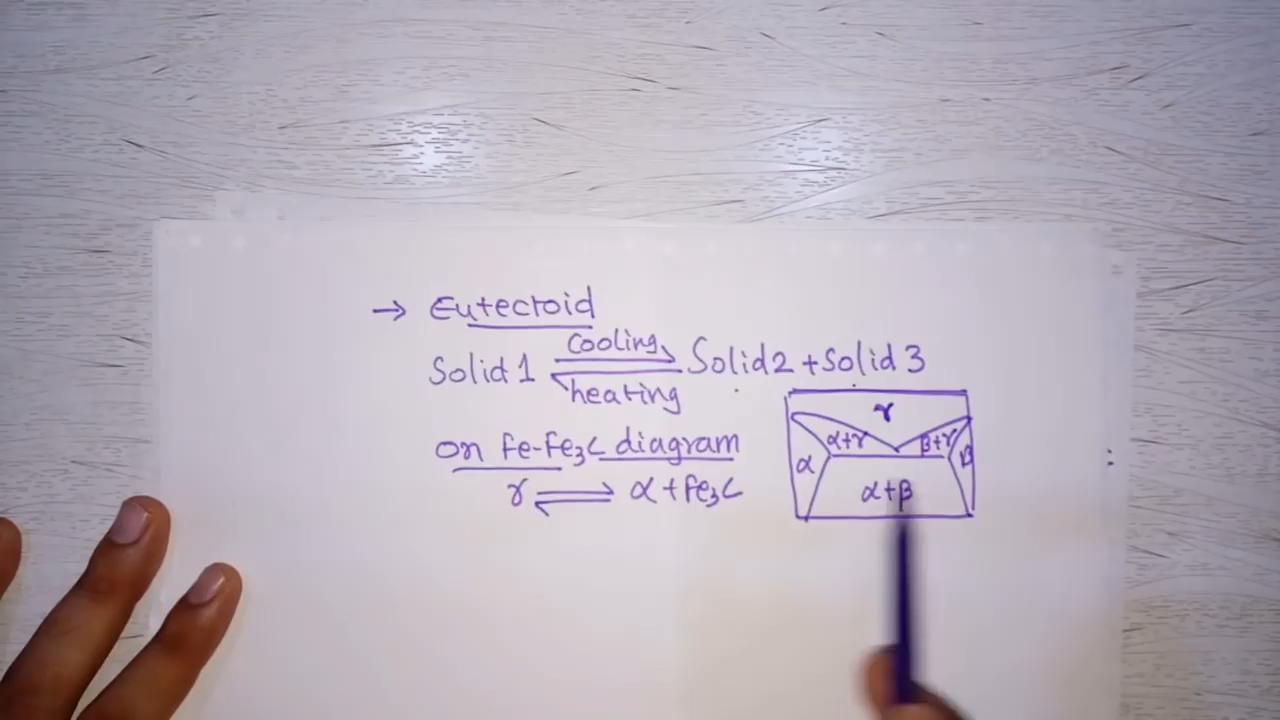 → Eutectoid
Cooling
Solid 1 ⇌ Solid 2 + Solid 3
heating
On Fe-Fe₃C diagram
γ ⇌ α + Fe₃C
γ
α+γ β+γ
α β
α+β